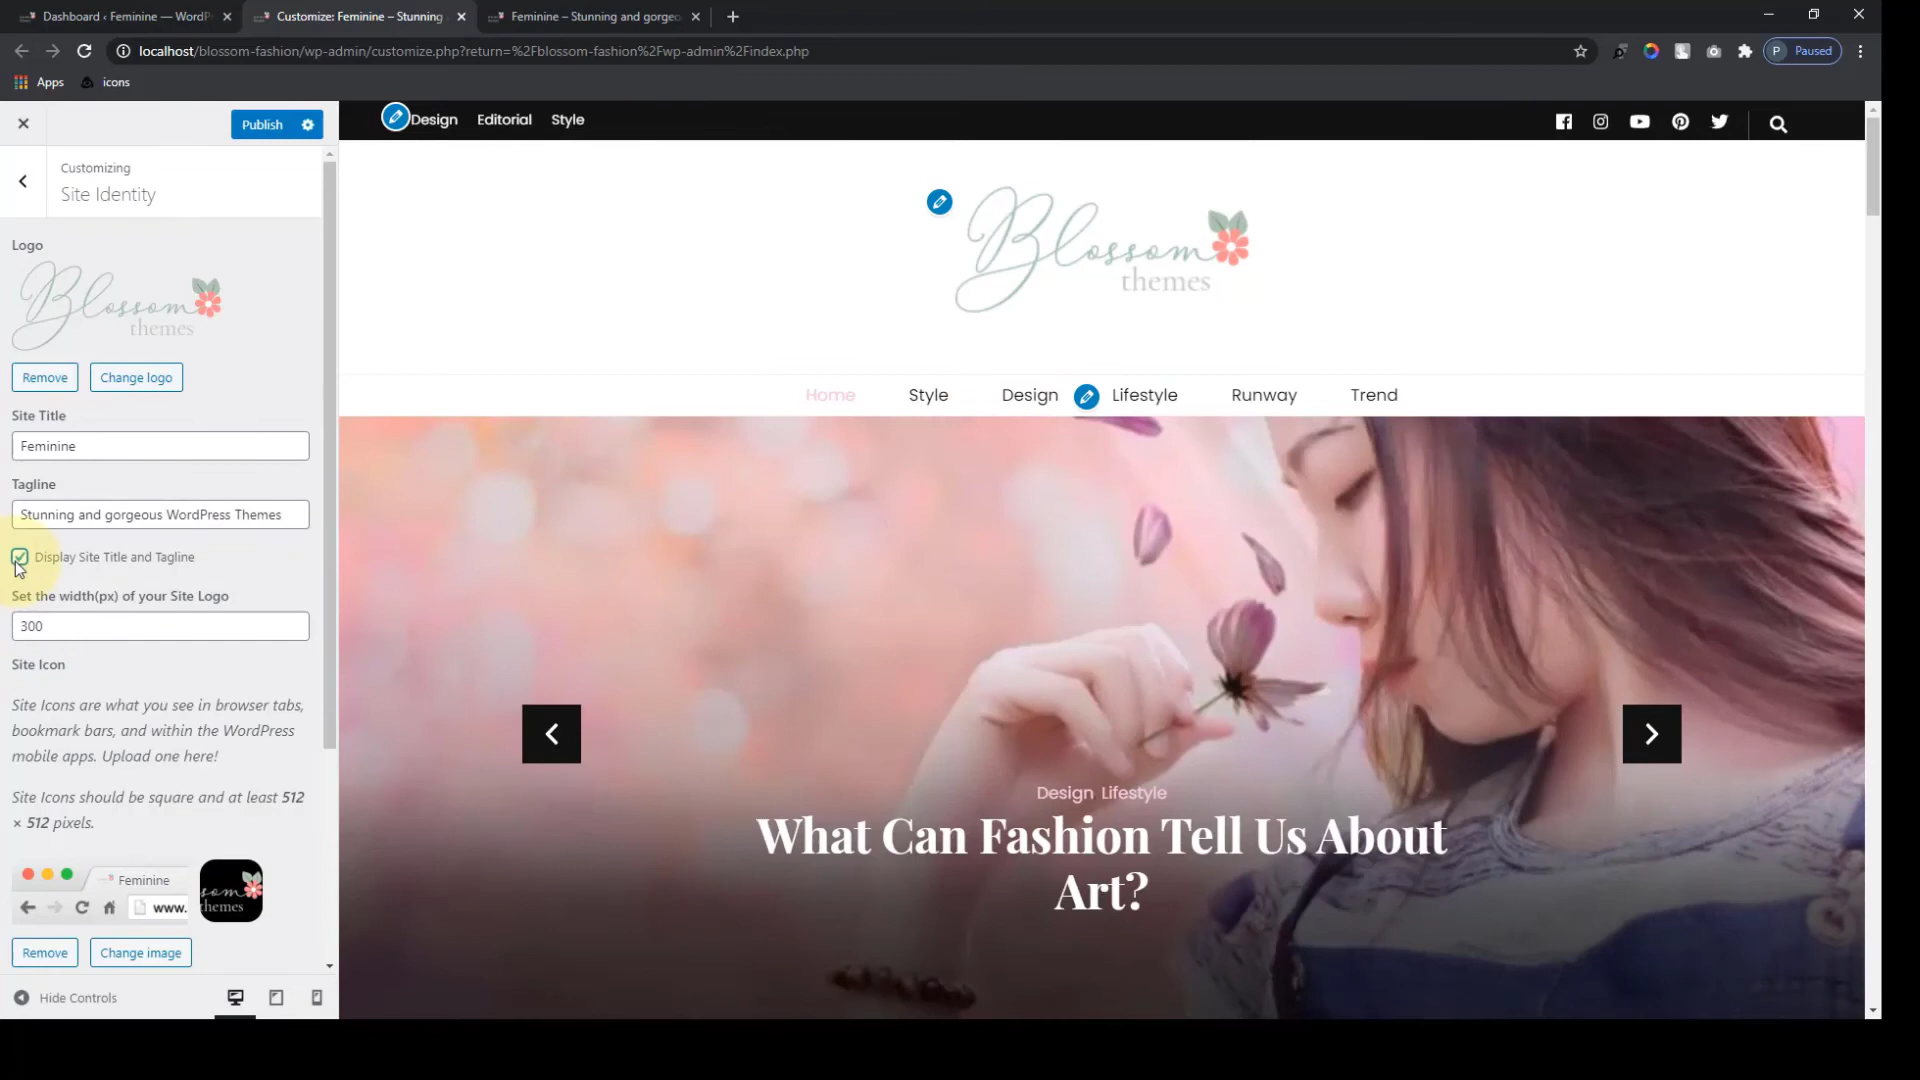 Dashboard ‹ Feminine — WordP
Customize: Feminine – Stunning
Feminine – Stunning and gorgeo
localhost/blossom-fashion/wp-admin/customize.php?return=%2Fblossom-fashion%2Fwp-admin%2Findex.php
P Paused
Apps
icons
Publish
Customizing
Site Identity
Logo
Blossom
themes
Remove
Change logo
Site Title
Feminine
Tagline
Stunning and gorgeous WordPress Themes
Display Site Title and Tagline
Set the width(px) of your Site Logo
300
Site Icon
Site Icons are what you see in browser tabs,
bookmark bars, and within the WordPress
mobile apps. Upload one here!
Site Icons should be square and at least 512
× 512 pixels.
Feminine
www.
som
themes
Remove
Change image
Hide Controls
Design Editorial Style
Blossom
themes
Home Style Design Lifestyle Runway Trend
Design Lifestyle
What Can Fashion Tell Us About
Art?